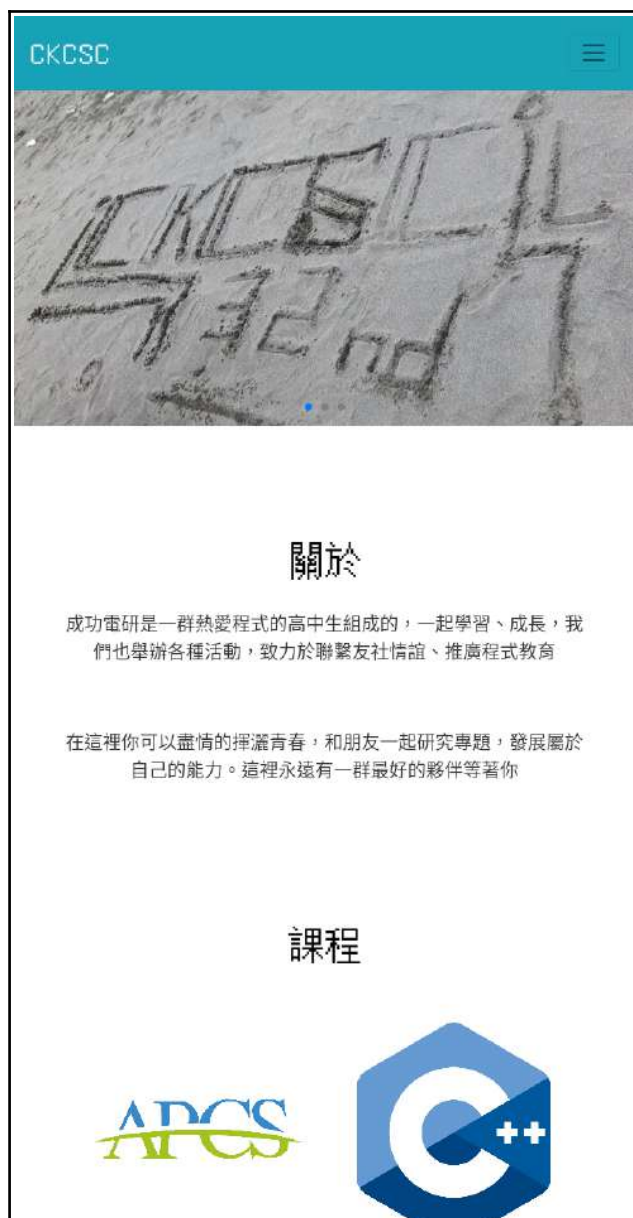 CKCSC
CKCSC
32nd
關於
成功電研是一群熱愛程式的高中生組成的，一起學習、成長，我
們也舉辦各種活動，致力於聯繫友社情誼、推廣程式教育
在這裡你可以盡情的揮灑青春，和朋友一起研究專題，發展屬於
自己的能力。這裡永遠有一群最好的夥伴等著你
課程
APCS
C++